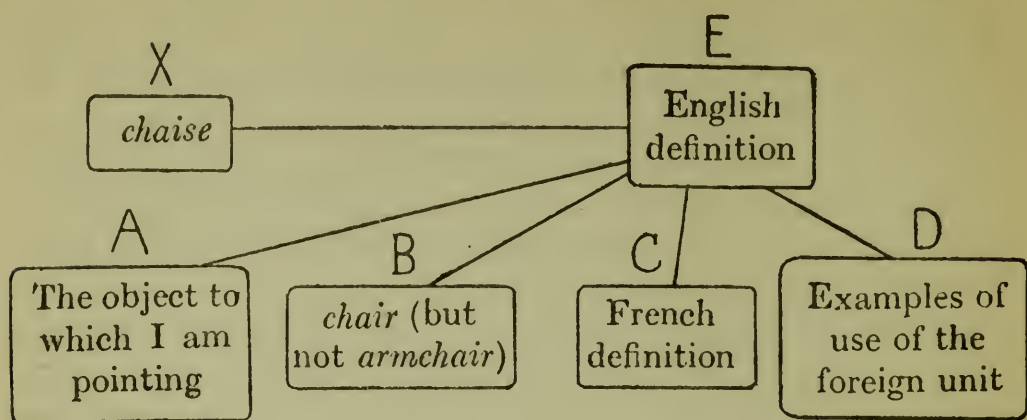 X
chaise
E
English
definition
A
The object to
which I am
pointing
B
chair (but
not armchair)
C
French
definition
D
Examples of
use of the
foreign unit